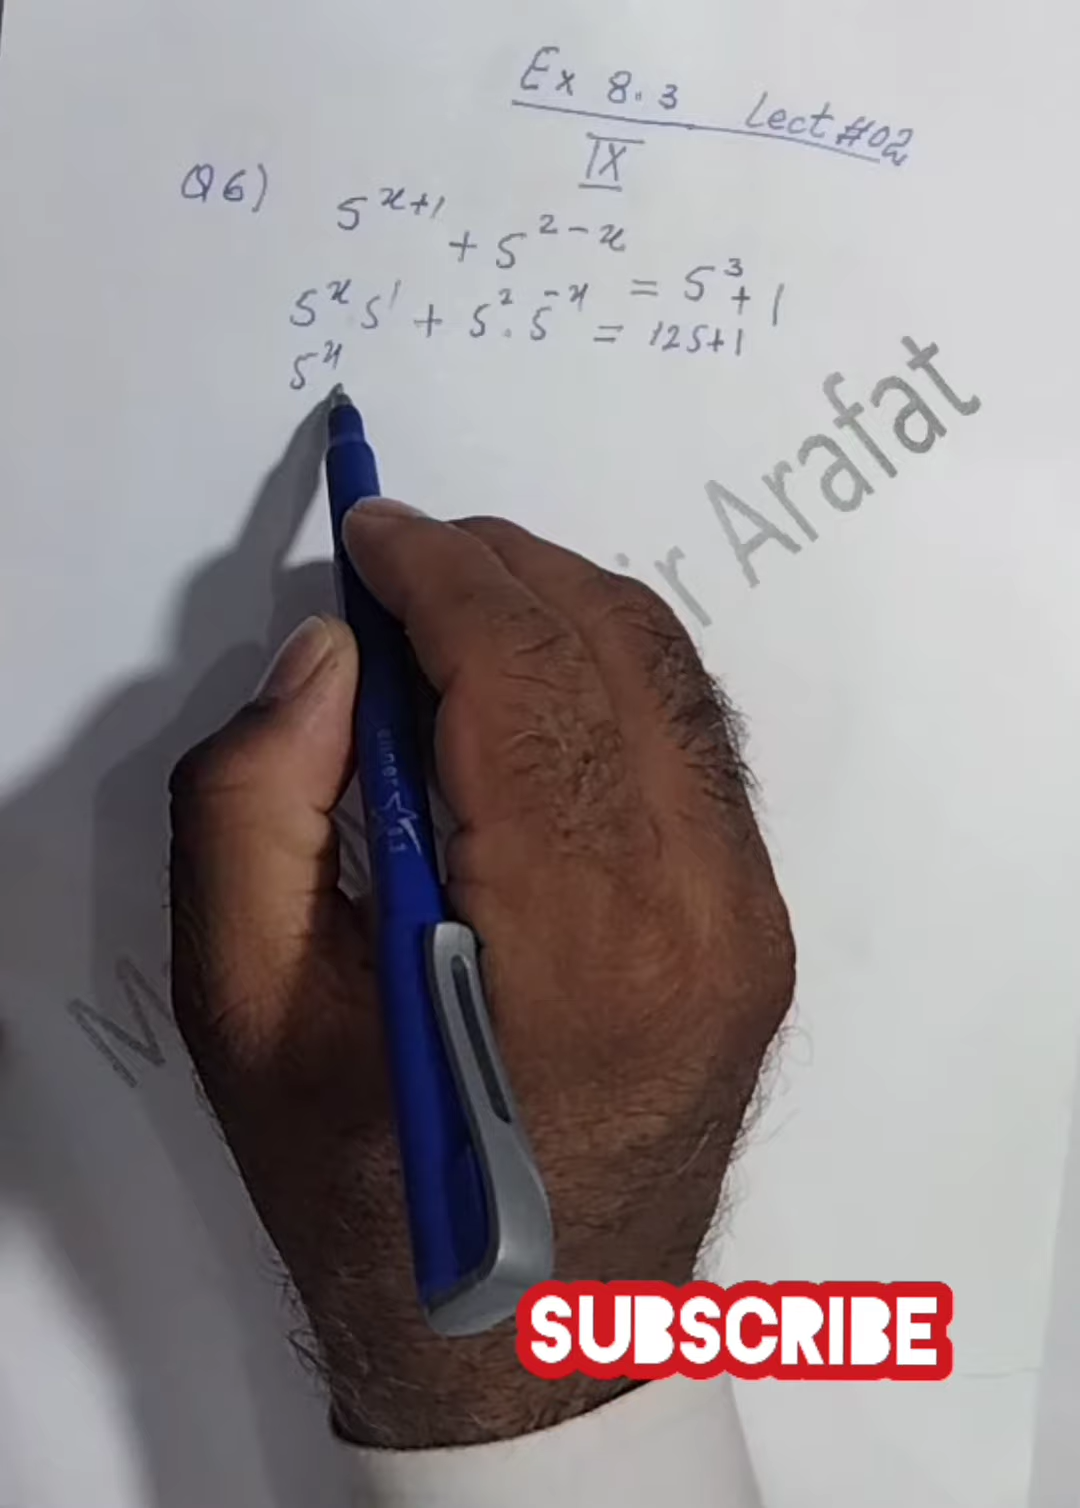 Ex 8.3 Lect #02
IX
Q6) 5^{x+1} + 5^{2-x} = 5^3 + 1
5^x . 5^1 + 5^2 . 5^{-x} = 125+1
5^x
Arafat
SUBSCRIBE